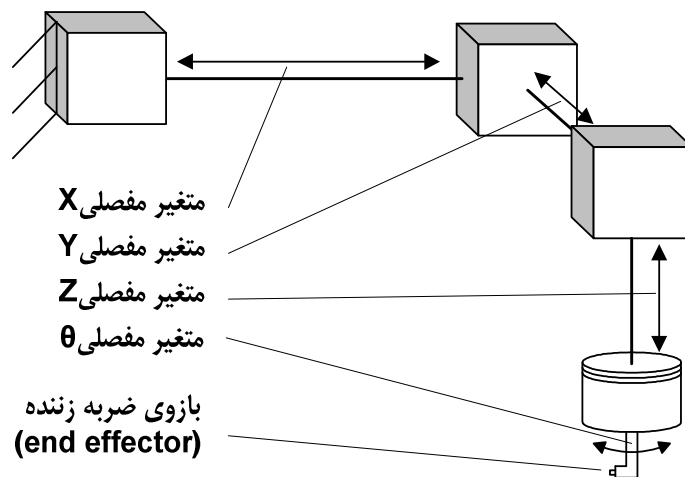 متغیر مفصلیX
متغیر مفصلیY
متغیر مفصلیZ
متغیر مفصلیθ
بازوی ضربه زننده
(end effector)